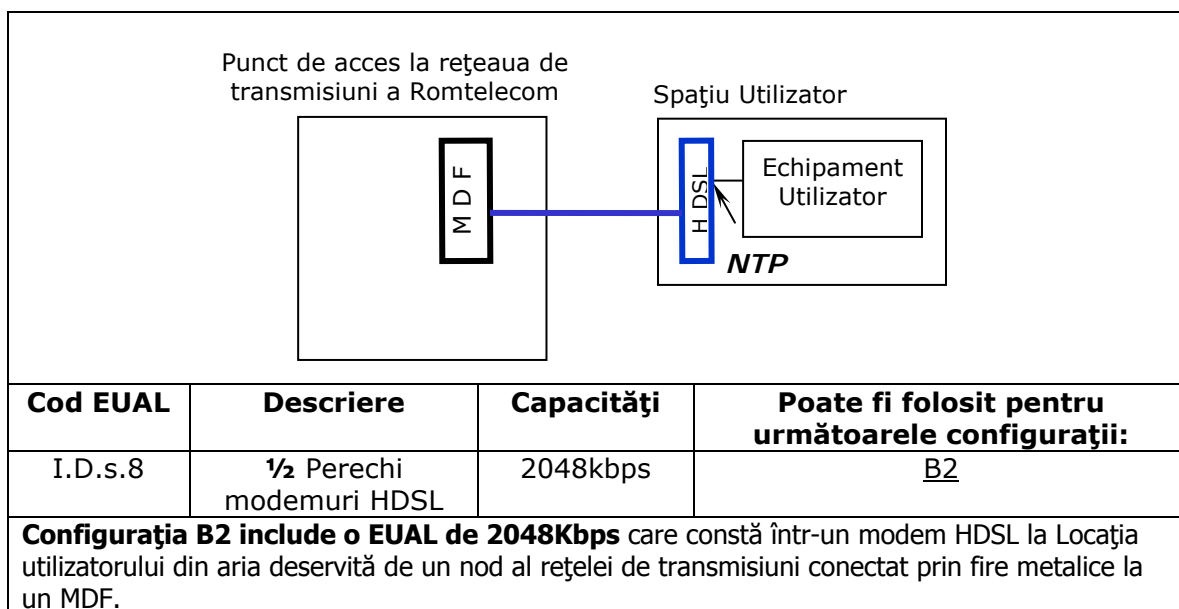 Punct de acces la reţeaua de
transmisiuni a Romtelecom
Spaţiu Utilizator
M D F
H DSL
Echipament
Utilizator
NTP
Cod EUAL
Descriere
Capacităţi
Poate fi folosit pentru
următoarele configuraţii:
I.D.s.8
½ Perechi
modemuri HDSL
2048kbps
B2
Configuraţia B2 include o EUAL de 2048Kbps care constă într-un modem HDSL la Locaţia
utilizatorului din aria deservită de un nod al reţelei de transmisiuni conectat prin fire metalice la
un MDF.